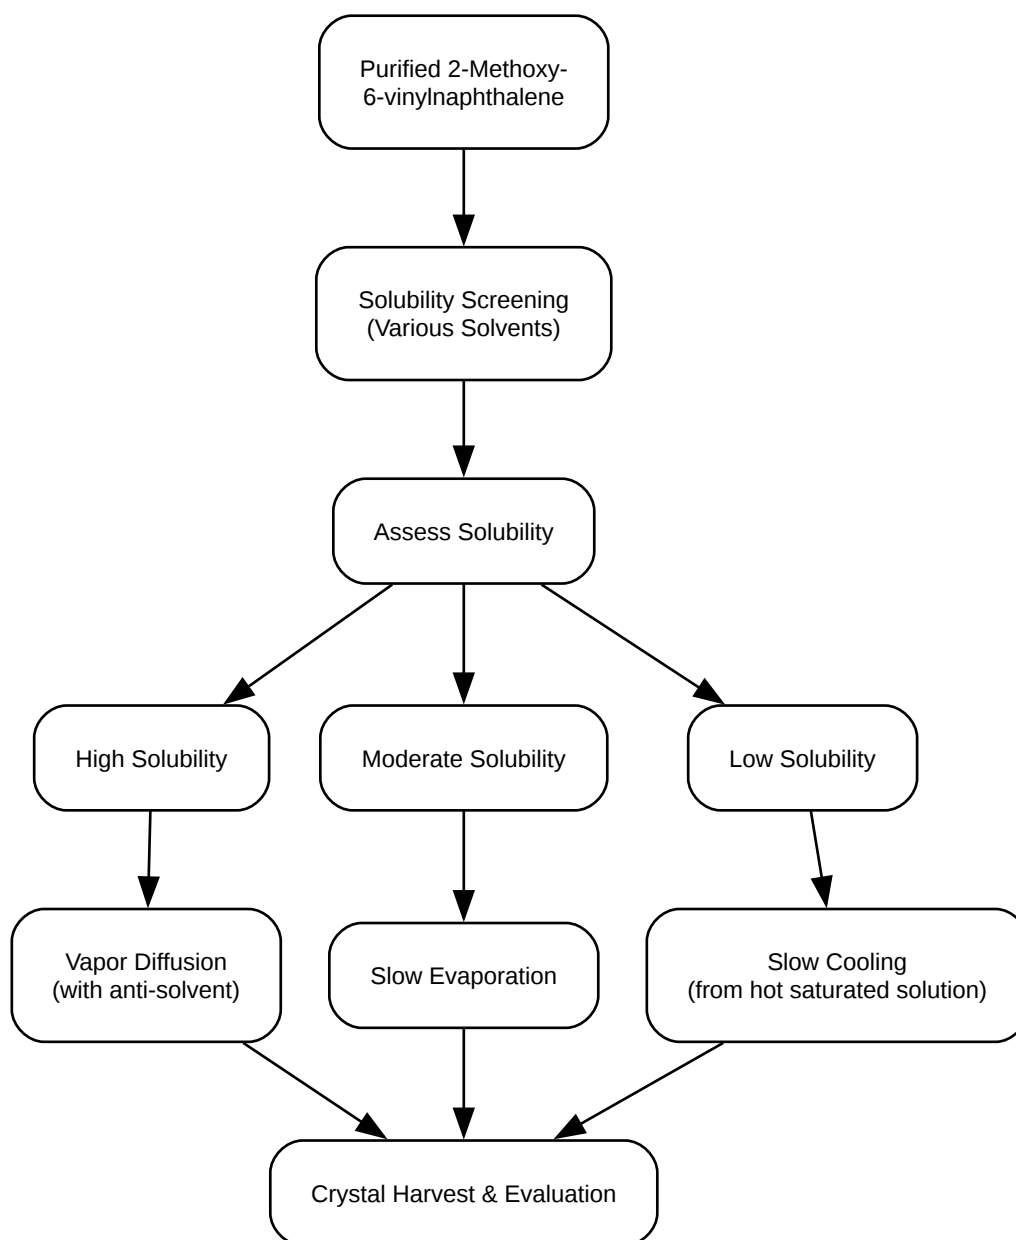 Purified 2-Methoxy-
6-vinylnaphthalene
Solubility Screening
(Various Solvents)
Assess Solubility
High Solubility
Moderate Solubility
Low Solubility
Vapor Diffusion
(with anti-solvent)
Slow Evaporation
Slow Cooling
(from hot saturated solution)
Crystal Harvest & Evaluation